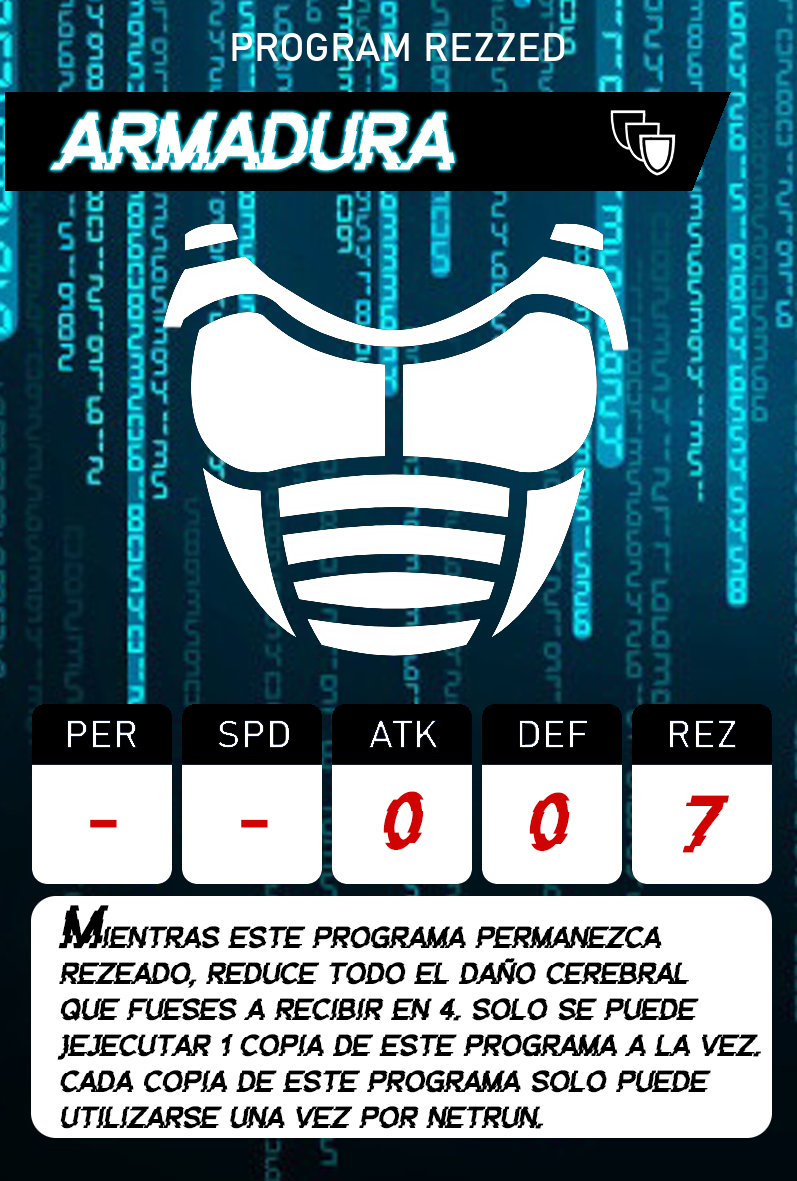 PROGRAM REZZED
ARMADURA
PER SPD ATK DEF REZ
- - 0 0 7
MIENTRAS ESTE PROGRAMA PERMANEZCA
REZEADO, REDUCE TODO EL DAÑO CEREBRAL
QUE FUESES A RECIBIR EN 4. SOLO SE PUEDE
JEJECUTAR 1 COPIA DE ESTE PROGRAMA A LA VEZ.
CADA COPIA DE ESTE PROGRAMA SOLO PUEDE
UTILIZARSE UNA VEZ POR NETRUN.